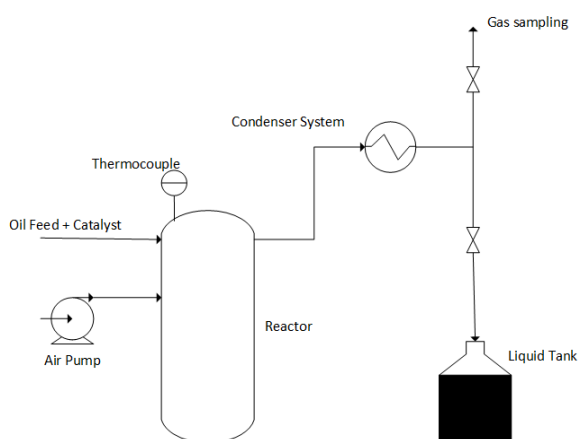 Gas sampling
Condenser System
Thermocouple
Oil Feed + Catalyst
Reactor
Air Pump
Liquid Tank